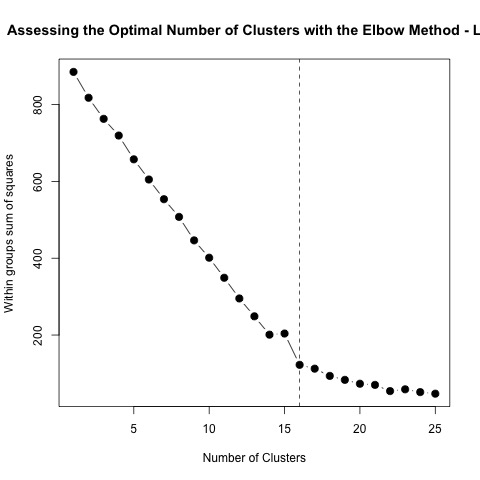 Assessing the Optimal Number of Clusters with the Elbow Method - L
Within groups sum of squares
800
600
400
200
5 10 15 20 25
Number of Clusters